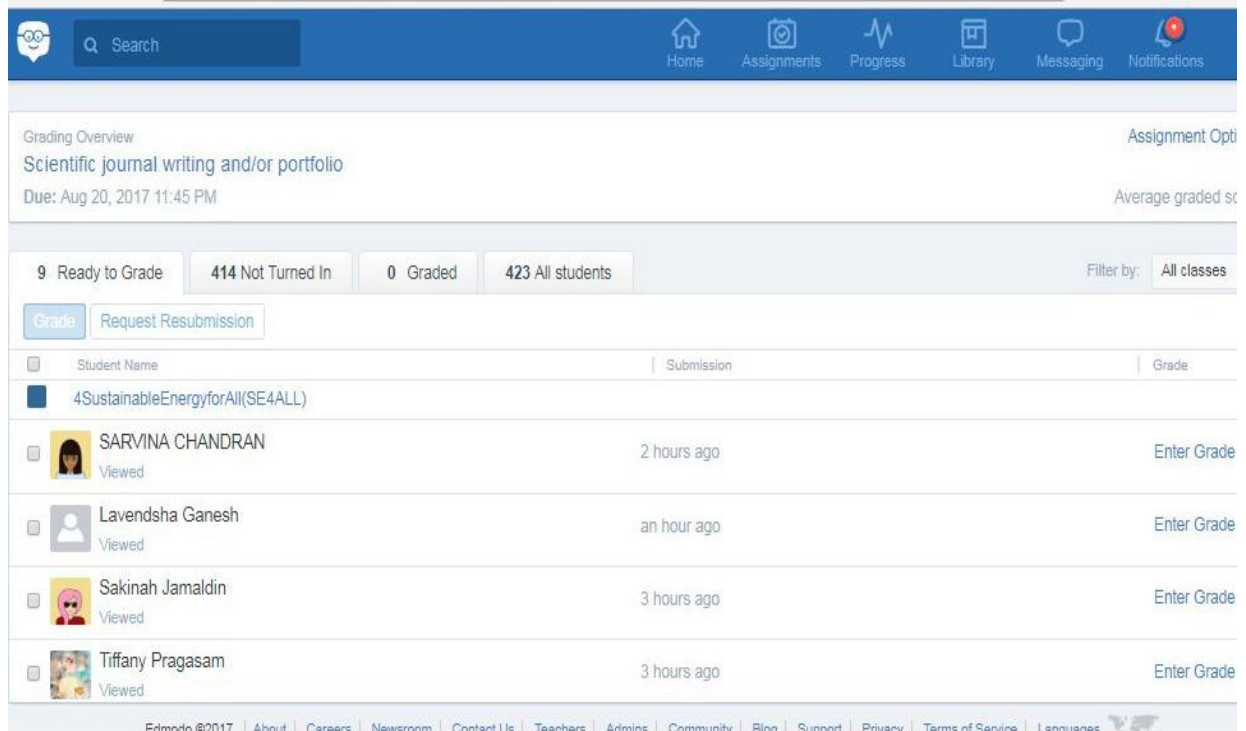 Search
Home
Assignments
Progress
Library
Messaging
Notifications
Grading Overview
Assignment Opti
Scientific journal writing and/or portfolio
Due: Aug 20, 2017 11:45 PM
Average graded sc
9 Ready to Grade
414 Not Turned In
0 Graded
423 All students
Filter by: All classes
Grade
Request Resubmission
Student Name
Submission
Grade
4SustainableEnergyforAll(SE4ALL)
SARVINA CHANDRAN
Viewed
2 hours ago
Enter Grade
Lavendsha Ganesh
Viewed
an hour ago
Enter Grade
Sakinah Jamaldin
Viewed
3 hours ago
Enter Grade
Tiffany Pragasam
Viewed
3 hours ago
Enter Grade
Edmodo ©2017 | About | Careers | Newsroom | Contact Us | Teachers | Admins | Community | Blog | Support | Privacy | Terms of Service | Languages